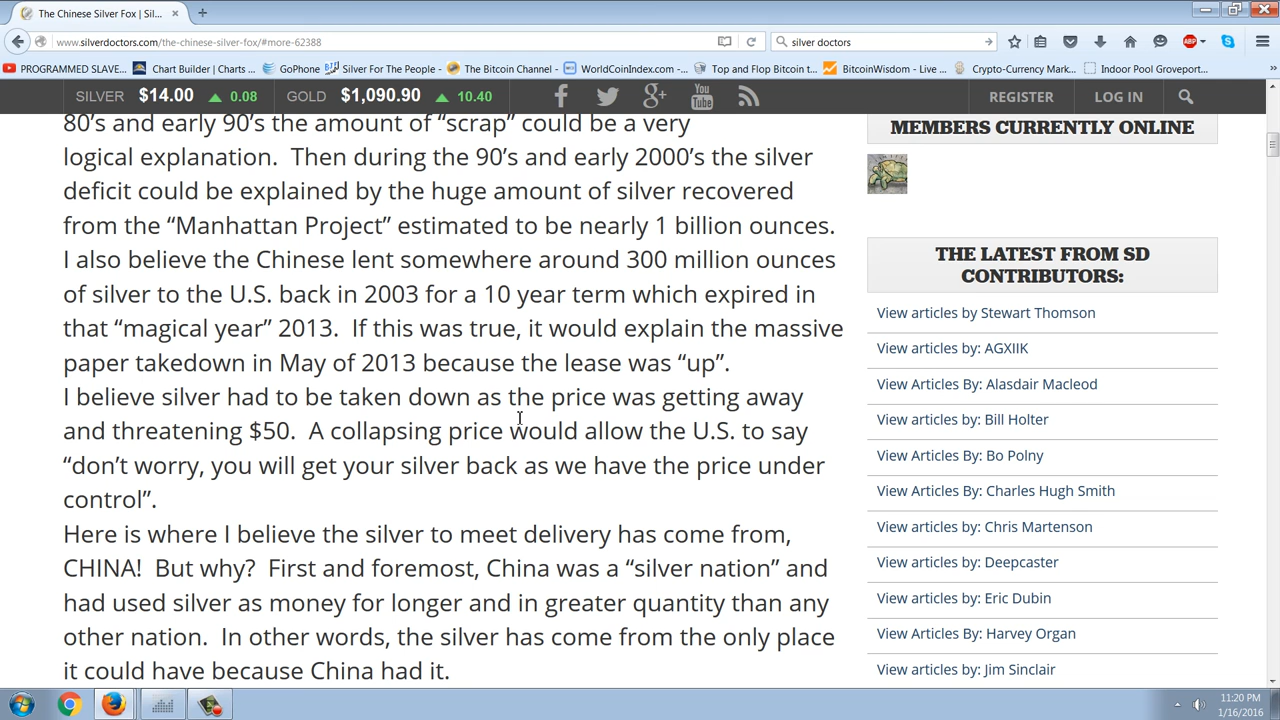 The Chinese Silver Fox | Sil...
www.silverdoctors.com/the-chinese-silver-fox/#more-62388
silver doctors
ABP
PROGRAMMED SLAVE...
Chart Builder | Charts ...
GoPhone
Silver For The People - ...
The Bitcoin Channel - ...
WorldCoinIndex.com -...
Top and Flop Bitcoin t...
BitcoinWisdom - Live ...
Crypto-Currency Mark...
Indoor Pool Groveport...
SILVER $14.00 0.08 GOLD $1,090.90 10.40
You Tube
REGISTER LOG IN
80’s and early 90’s the amount of “scrap” could be a very
logical explanation. Then during the 90’s and early 2000’s the silver
deficit could be explained by the huge amount of silver recovered
from the “Manhattan Project” estimated to be nearly 1 billion ounces.
I also believe the Chinese lent somewhere around 300 million ounces
of silver to the U.S. back in 2003 for a 10 year term which expired in
that “magical year” 2013. If this was true, it would explain the massive
paper takedown in May of 2013 because the lease was “up”.
I believe silver had to be taken down as the price was getting away
and threatening $50. A collapsing price would allow the U.S. to say
“don’t worry, you will get your silver back as we have the price under
control”.
Here is where I believe the silver to meet delivery has come from,
CHINA! But why? First and foremost, China was a “silver nation” and
had used silver as money for longer and in greater quantity than any
other nation. In other words, the silver has come from the only place
it could have because China had it.
MEMBERS CURRENTLY ONLINE
THE LATEST FROM SD
CONTRIBUTORS:
View articles by Stewart Thomson
View articles by: AGXIIK
View Articles By: Alasdair Macleod
View articles by: Bill Holter
View Articles By: Bo Polny
View Articles By: Charles Hugh Smith
View articles by: Chris Martenson
View articles by: Deepcaster
View articles by: Eric Dubin
View Articles By: Harvey Organ
View articles by: Jim Sinclair
11:20 PM
1/16/2016